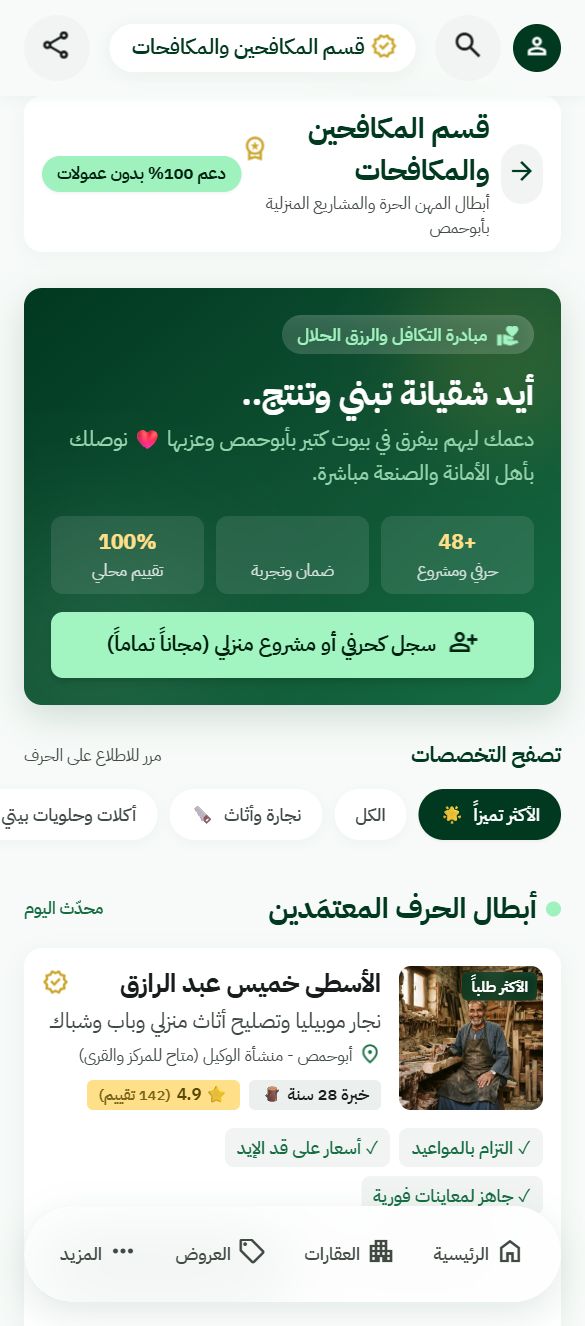 قسم المكافحين والمكافحات
قسم المكافحين
والمكافحات
أبطال المهن الحرة والمشاريع المنزلية
بأبوحمص
دعم 100% بدون عمولات
مبادرة التكافل والرزق الحلال
أيد شقيانة تبني وتنتج..
دعمك ليهم بيفرق في بيوت كتير بأبوحمص وعزبها ❤️ نوصلك
بأهل الأمانة والصنعة مباشرة.
48+
حرفي ومشروع
ضمان وتجربة
100%
تقييم محلي
سجل كحرفي أو مشروع منزلي (مجاناً تماماً)
تصفح التخصصات
مرر للاطلاع على الحرف
الأكثر تميزاً 🌟
الكل
نجارة وأثاث 🪚
أكلات وحلويات بيتي
أبطال الحرف المعتمَدين
محدّث اليوم
الأكثر طلباً
الأسطى خميس عبد الرازق
نجار موبيليا وتصليح أثاث منزلي وباب وشباك
أبوحمص - منشأة الوكيل (متاح للمركز والقرى)
خبرة 28 سنة 🪵
⭐ 4.9 (142 تقييم)
✓ التزام بالمواعيد
✓ أسعار على قد الإيد
✓ جاهز لمعاينات فورية
الرئيسية
العقارات
العروض
المزيد